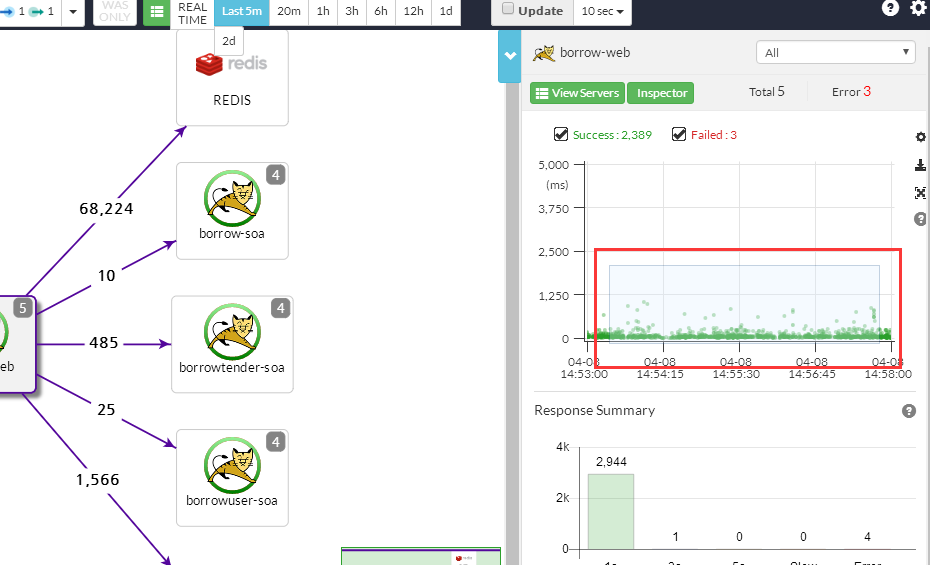 1 1
WAS ONLY
REAL TIME
Last 5m 20m 1h 3h 6h 12h 1d
2d
Update 10 sec
redis
REDIS
68,224
4
borrow-soa
10
5
4
485
borrowtender-soa
25
4
1,566
borrowuser-soa
borrow-web
All
View Servers Inspector Total 5 Error 3
Success : 2,389 Failed : 3
5,000
(ms)
3,750
2,500
1,250
0
04-08 04-08 04-08 04-08 04-08
14:53:00 14:54:15 14:55:30 14:56:45 14:58:00
Response Summary
4k
2,944
2k
1 0 0 4
0